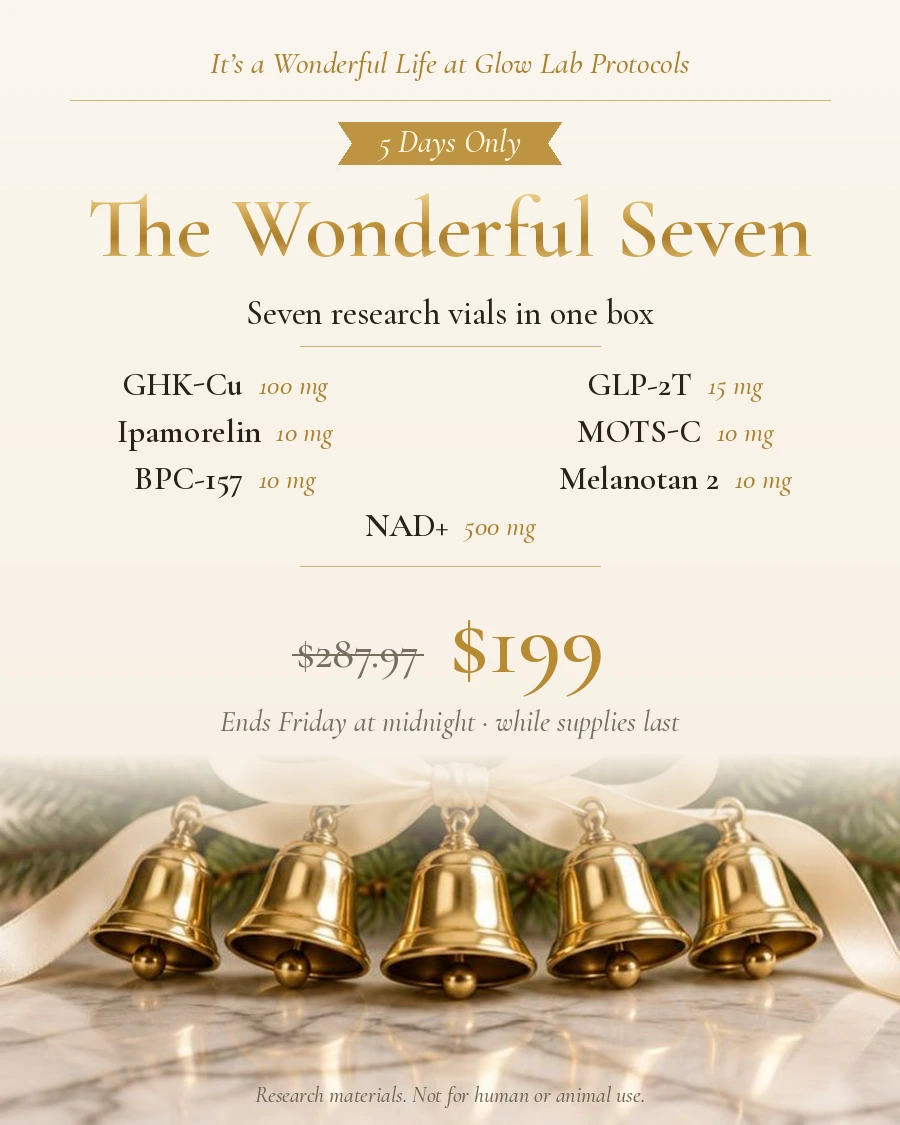 It's a Wonderful Life at Glow Lab Protocols
5 Days Only
The Wonderful Seven
Seven research vials in one box
GHK-Cu 100 mg
GLP-2T 15 mg
Ipamorelin 10 mg
MOTS-C 10 mg
BPC-157 10 mg
Melanotan 2 10 mg
NAD+ 500 mg
$287.97 $199
Ends Friday at midnight · while supplies last
Research materials. Not for human or animal use.